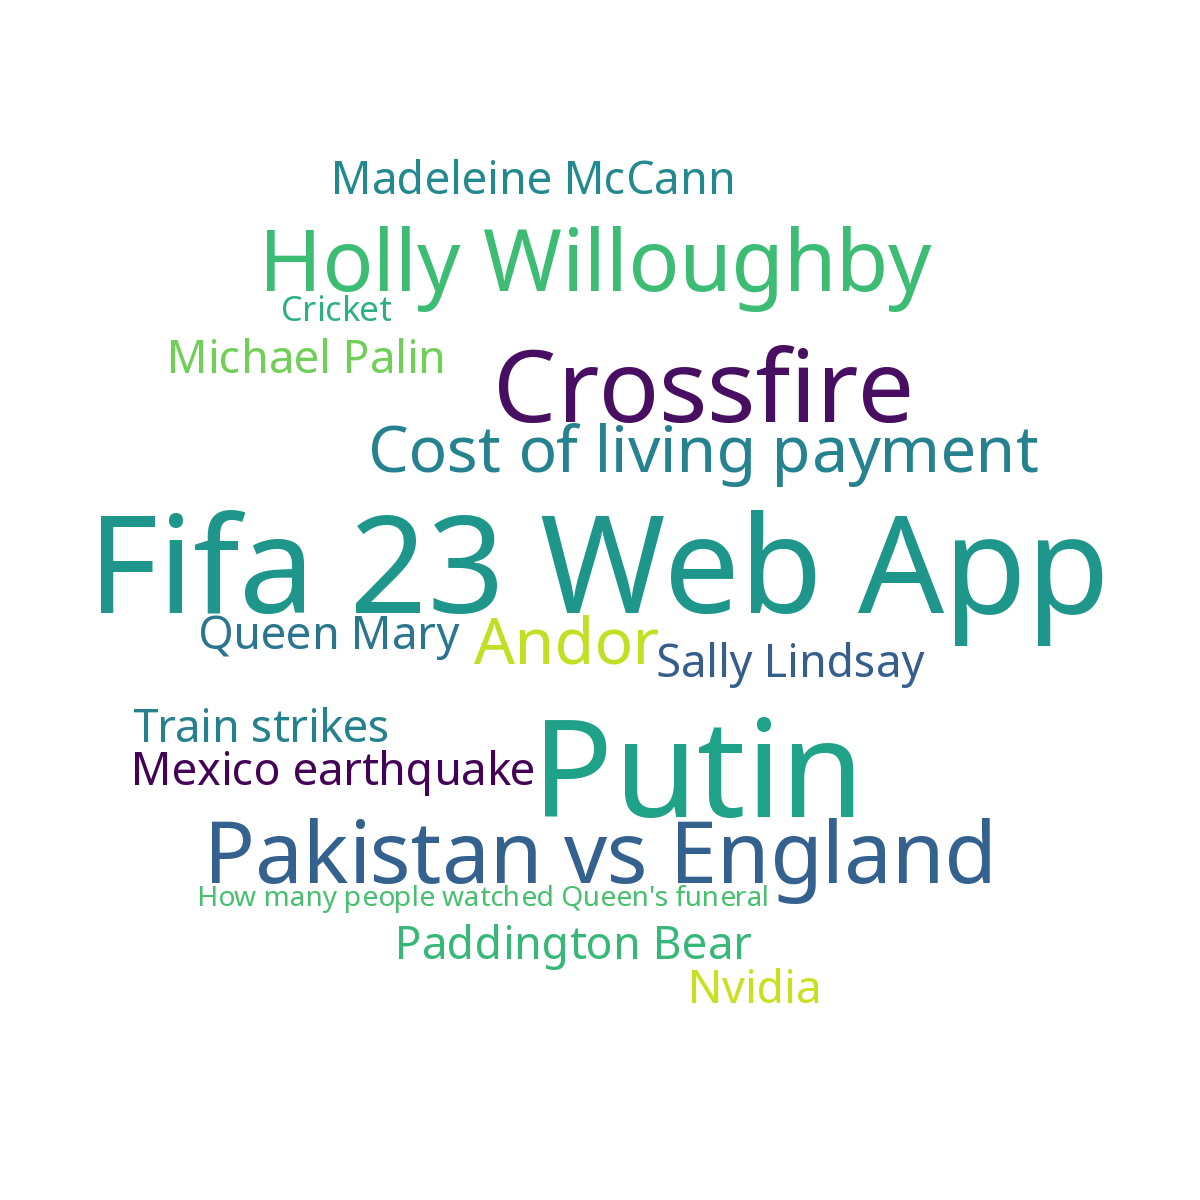 Madeleine McCann
Holly Willoughby
Cricket
Michael Palin
Crossfire
Cost of living payment
Fifa 23 Web App
Queen Mary
Andor
Sally Lindsay
Train strikes
Mexico earthquake
Putin
Pakistan vs England
How many people watched Queen's funeral
Paddington Bear
Nvidia